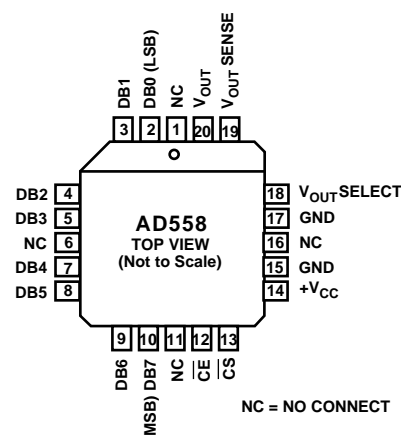 DB1
DB0 (LSB)
NC
VOUT
VOUT SENSE
3
2
1
20
19
DB2 4
DB3 5
NC 6
DB4 7
DB5 8
AD558
TOP VIEW
(Not to Scale)
18 VOUT SELECT
17 GND
16 NC
15 GND
14 +VCC
9
10
11
12
13
DB6
MSB) DB7
NC
CE
CS
NC = NO CONNECT